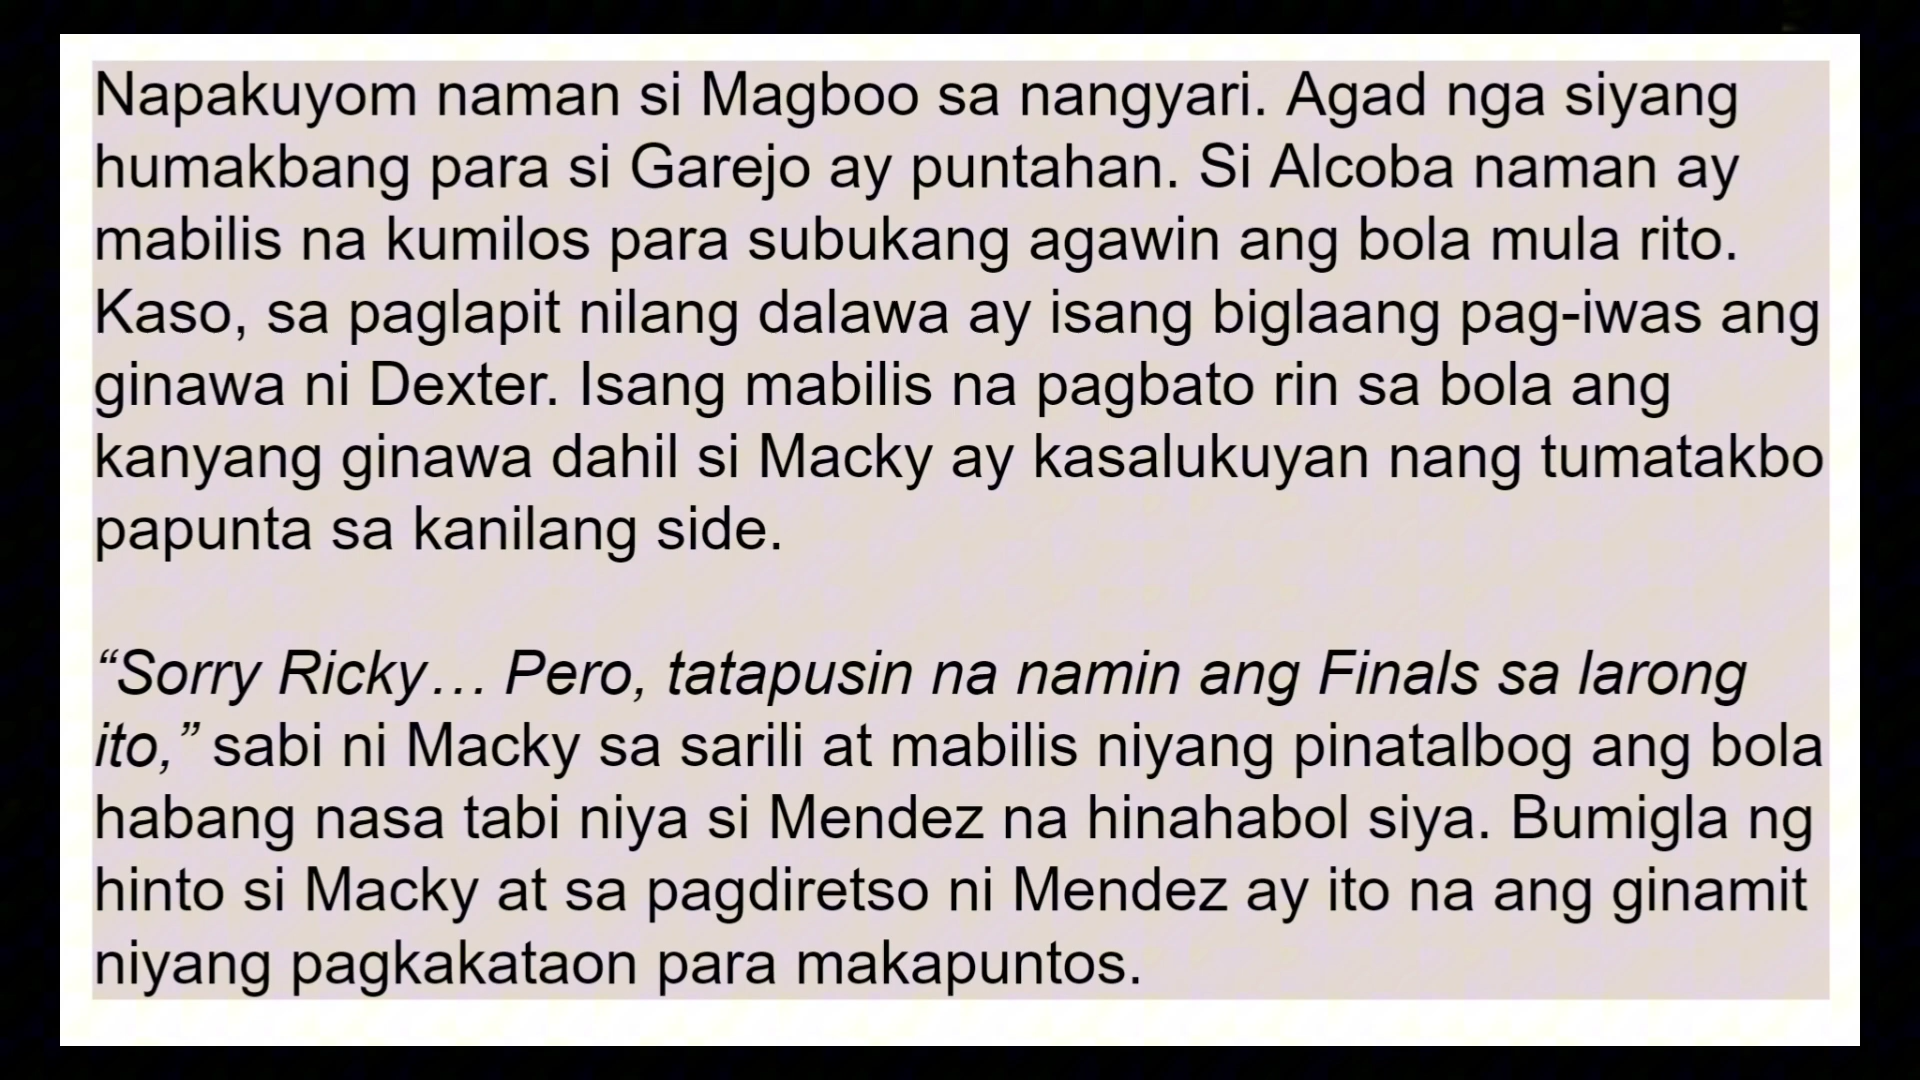 Napakuyom naman si Magboo sa nangyari. Agad nga siyang
humakbang para si Garejo ay puntahan. Si Alcoba naman ay
mabilis na kumilos para subukang agawin ang bola mula rito.
Kaso, sa paglapit nilang dalawa ay isang biglaang pag-iwas ang
ginawa ni Dexter. Isang mabilis na pagbato rin sa bola ang
kanyang ginawa dahil si Macky ay kasalukuyan nang tumatakbo
papunta sa kanilang side.
“Sorry Ricky… Pero, tatapusin na namin ang Finals sa larong
ito,” sabi ni Macky sa sarili at mabilis niyang pinatalbog ang bola
habang nasa tabi niya si Mendez na hinahabol siya. Bumigla ng
hinto si Macky at sa pagdiretso ni Mendez ay ito na ang ginamit
niyang pagkakataon para makapuntos.